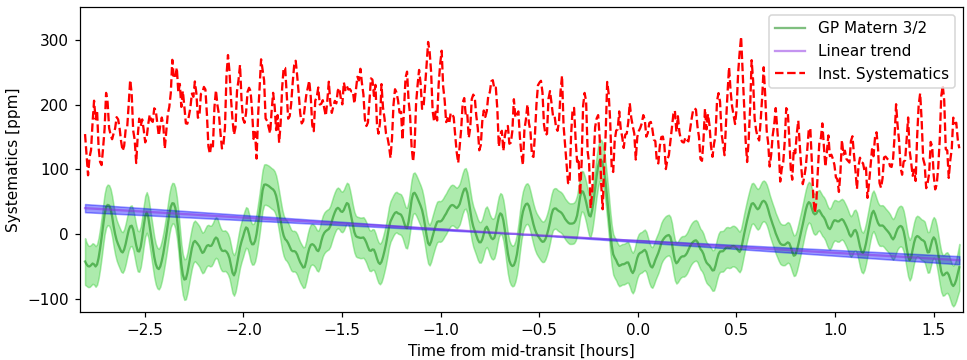 GP Matern 3/2
Linear trend
Inst. Systematics
Systematics [ppm]
300
200
100
0
−100
−2.5 −2.0 −1.5 −1.0 −0.5 0.0 0.5 1.0 1.5
Time from mid-transit [hours]